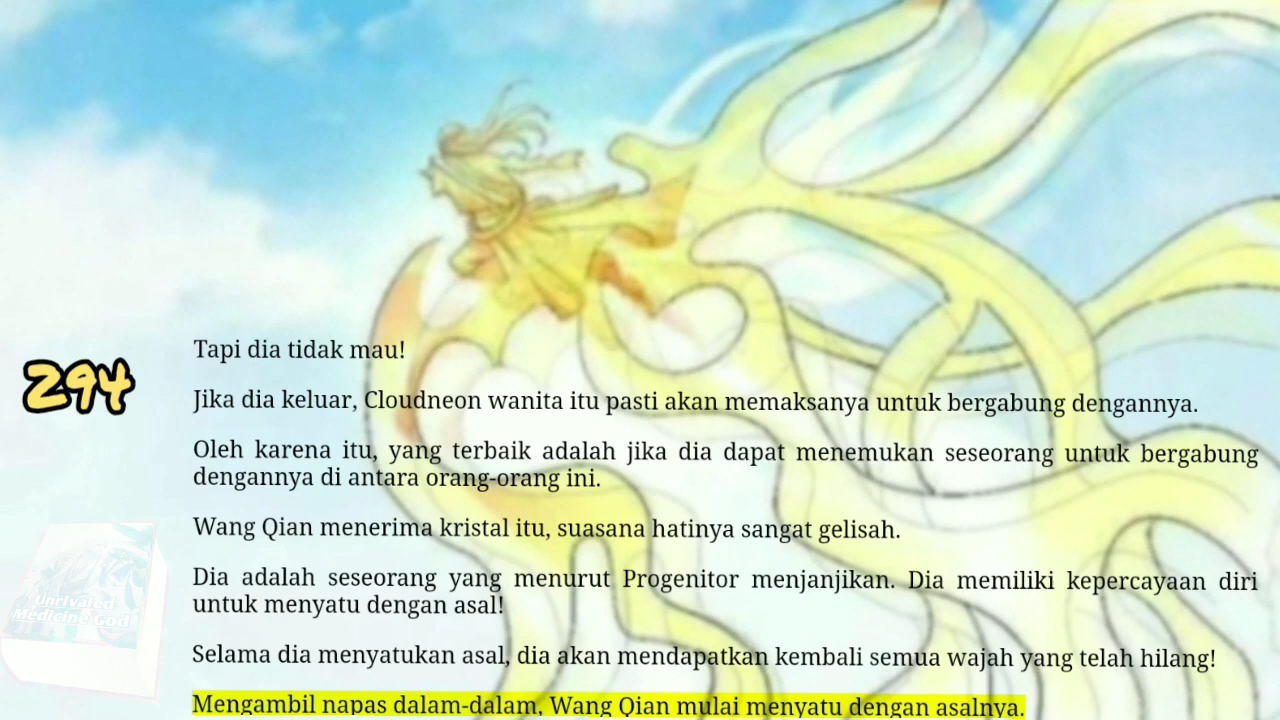 Tapi dia tidak mau!
Jika dia keluar, Cloudneon wanita itu pasti akan memaksanya untuk bergabung dengannya.
294
Oleh karena itu, yang terbaik adalah jika dia dapat menemukan seseorang untuk bergabung
dengannya di antara orang-orang ini.
Wang Qian menerima kristal itu, suasana hatinya sangat gelisah.
Dia adalah seseorang yang menurut Progenitor menjanjikan. Dia memiliki kepercayaan diri
untuk menyatu dengan asal!
Unrivaled
Medicine God
Selama dia menyatukan asal, dia akan mendapatkan kembali semua wajah yang telah hilang!
Mengambil napas dalam-dalam, Wang Qian mulai menyatu dengan asalnya.